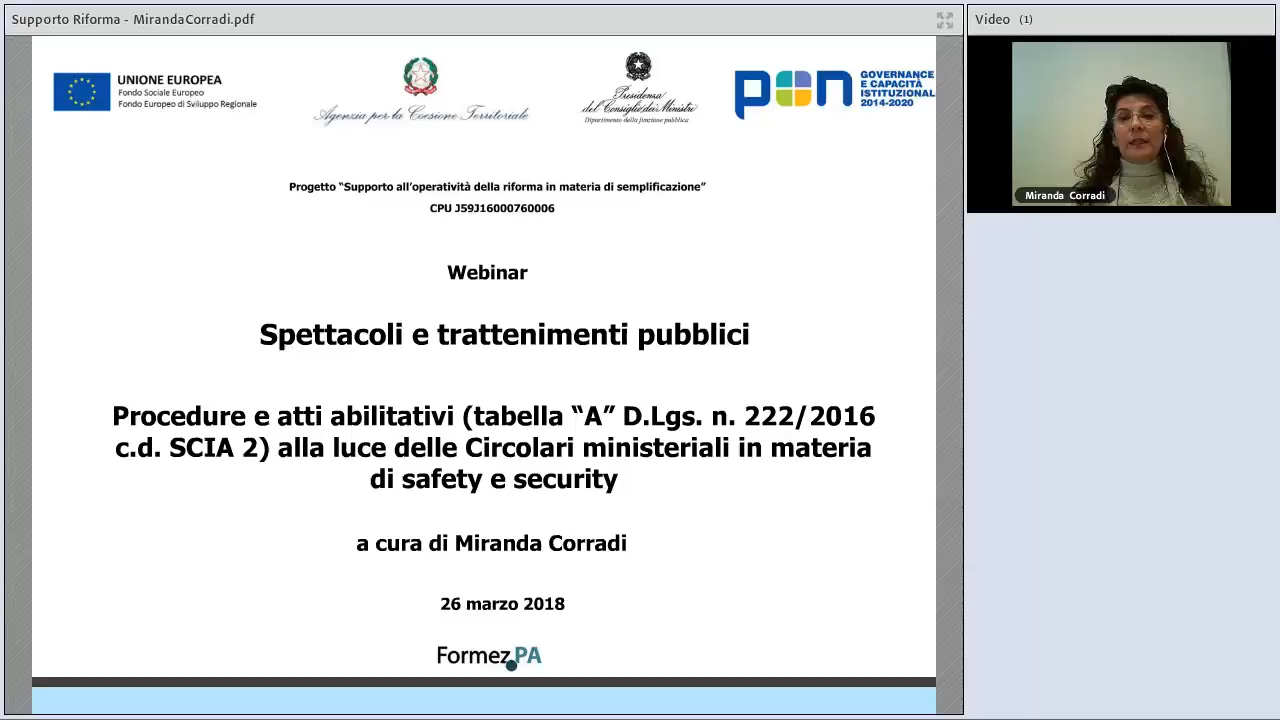 Supporto Riforma - MirandaCorradi.pdf
Video (1)
UNIONE EUROPEA
Fondo Sociale Europeo
Fondo Europeo di Sviluppo Regionale
Agenzia per la Coesione Territoriale
Presidenza
del Consiglio dei Ministri
Dipartimento della funzione pubblica
pon
GOVERNANCE
E CAPACITÀ
ISTITUZIONALE
2014-2020
Miranda Corradi
Progetto “Supporto all’operatività della riforma in materia di semplificazione”
CPU J59J16000760006
Webinar
Spettacoli e trattenimenti pubblici
Procedure e atti abilitativi (tabella “A” D.Lgs. n. 222/2016
c.d. SCIA 2) alla luce delle Circolari ministeriali in materia
di safety e security
a cura di Miranda Corradi
26 marzo 2018
Formez PA